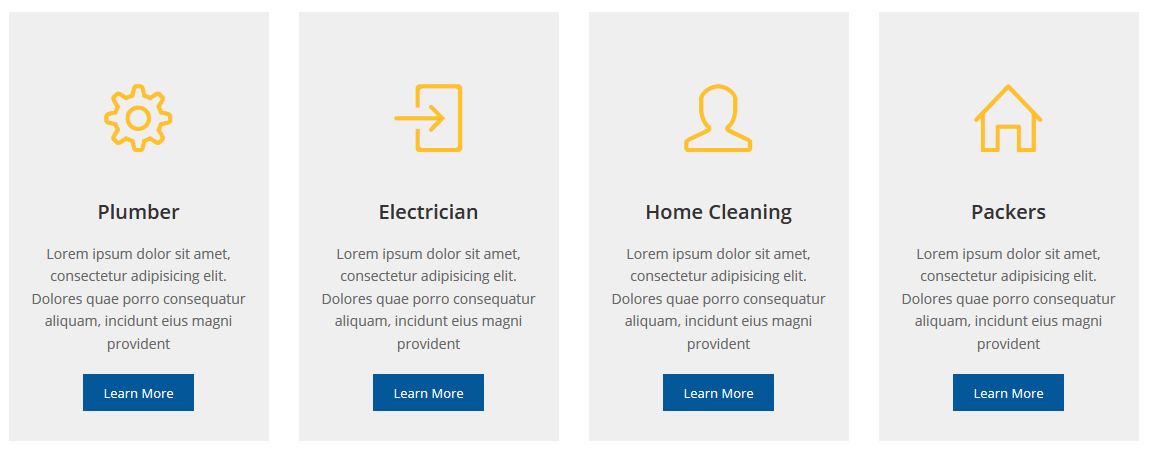 Plumber
Lorem ipsum dolor sit amet,
consectetur adipisicing elit.
Dolores quae porro consequatur
aliquam, incidunt eius magni
provident
Learn More
Electrician
Lorem ipsum dolor sit amet,
consectetur adipisicing elit.
Dolores quae porro consequatur
aliquam, incidunt eius magni
provident
Learn More
Home Cleaning
Lorem ipsum dolor sit amet,
consectetur adipisicing elit.
Dolores quae porro consequatur
aliquam, incidunt eius magni
provident
Learn More
Packers
Lorem ipsum dolor sit amet,
consectetur adipisicing elit.
Dolores quae porro consequatur
aliquam, incidunt eius magni
provident
Learn More